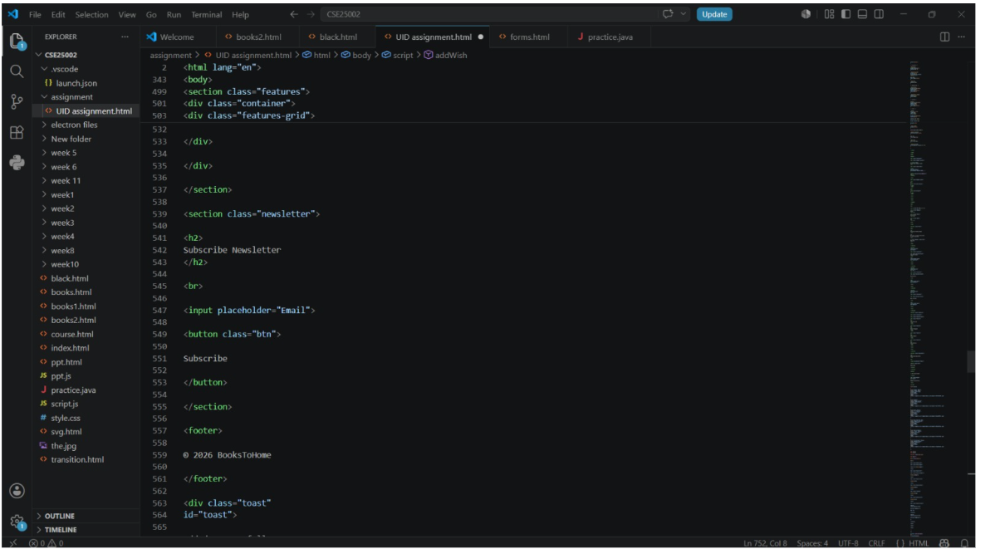 File Edit Selection View Go Run Terminal Help
CSE25002
Update
EXPLORER
Welcome
books2.html
black.html
UID assignment.html
forms.html
practice.java
assignment > UID assignment.html > html > body > script > addWish
CSE25002
.vscode
launch.json
assignment
UID assignment.html
electron files
New folder
week 5
week 6
week 11
week1
week2
week3
week4
week8
week10
black.html
books.html
books1.html
books2.html
course.html
index.html
ppt.html
JS ppt.js
J practice.java
JS script.js
# style.css
svg.html
the.jpg
transition.html
OUTLINE
TIMELINE
2 <html lang="en">
343 <body>
499 <section class="features">
501 <div class="container">
503 <div class="features-grid">
532
533 </div>
534
535 </div>
536
537 </section>
538
539 <section class="newsletter">
540
541 <h2>
542 Subscribe Newsletter
543 </h2>
544
545 <br>
546
547 <input placeholder="Email">
548
549 <button class="btn">
550
551 Subscribe
552
553 </button>
554
555 </section>
556
557 <footer>
558
559 © 2026 BooksToHome
560
561 </footer>
562
563 <div class="toast"
564 id="toast">
565
0 0
Ln 752, Col 8 Spaces: 4 UTF-8 CRLF {} HTML